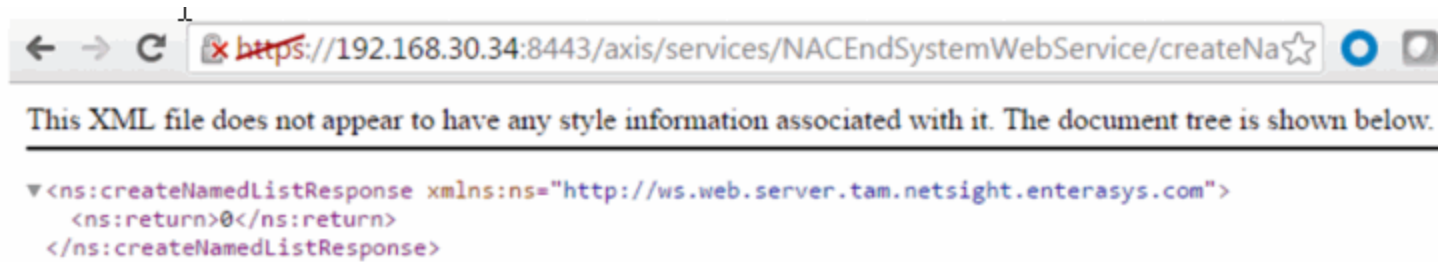 https://192.168.30.34:8443/axis/services/NACEndSystemWebService/createNa
This XML file does not appear to have any style information associated with it. The document tree is shown below.
▼<ns:createNamedListResponse xmlns:ns="http://ws.web.server.tam.netsight.enterasys.com">
<ns:return>0</ns:return>
</ns:createNamedListResponse>